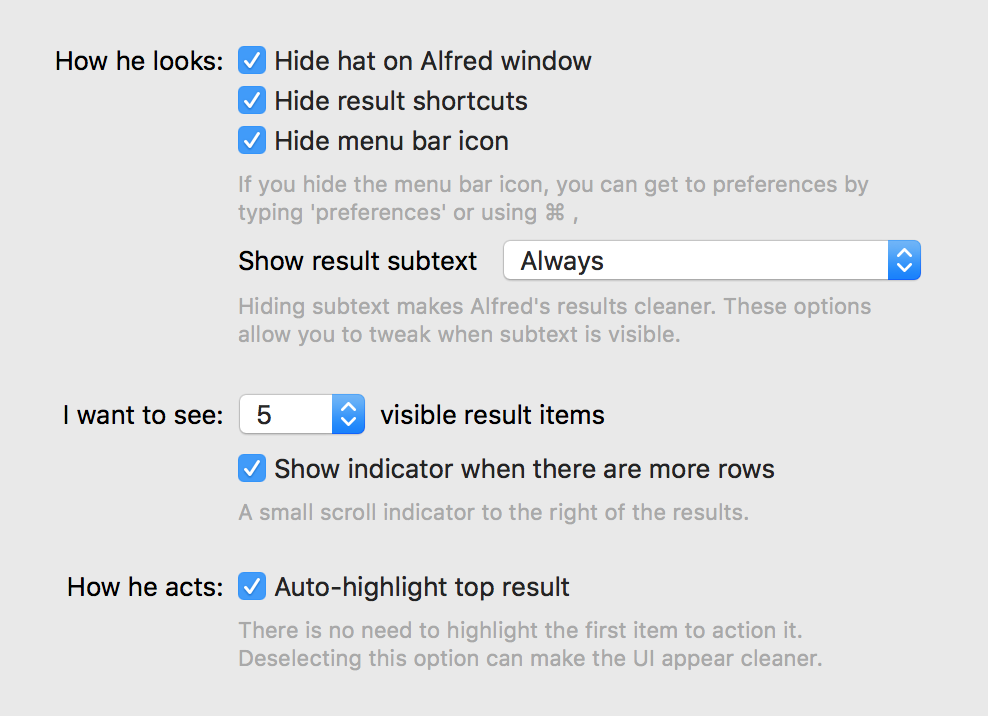 How he looks: Hide hat on Alfred window
Hide result shortcuts
Hide menu bar icon
If you hide the menu bar icon, you can get to preferences by
typing 'preferences' or using ⌘ ,
Show result subtext Always
Hiding subtext makes Alfred's results cleaner. These options
allow you to tweak when subtext is visible.
I want to see: 5 visible result items
Show indicator when there are more rows
A small scroll indicator to the right of the results.
How he acts: Auto-highlight top result
There is no need to highlight the first item to action it.
Deselecting this option can make the UI appear cleaner.